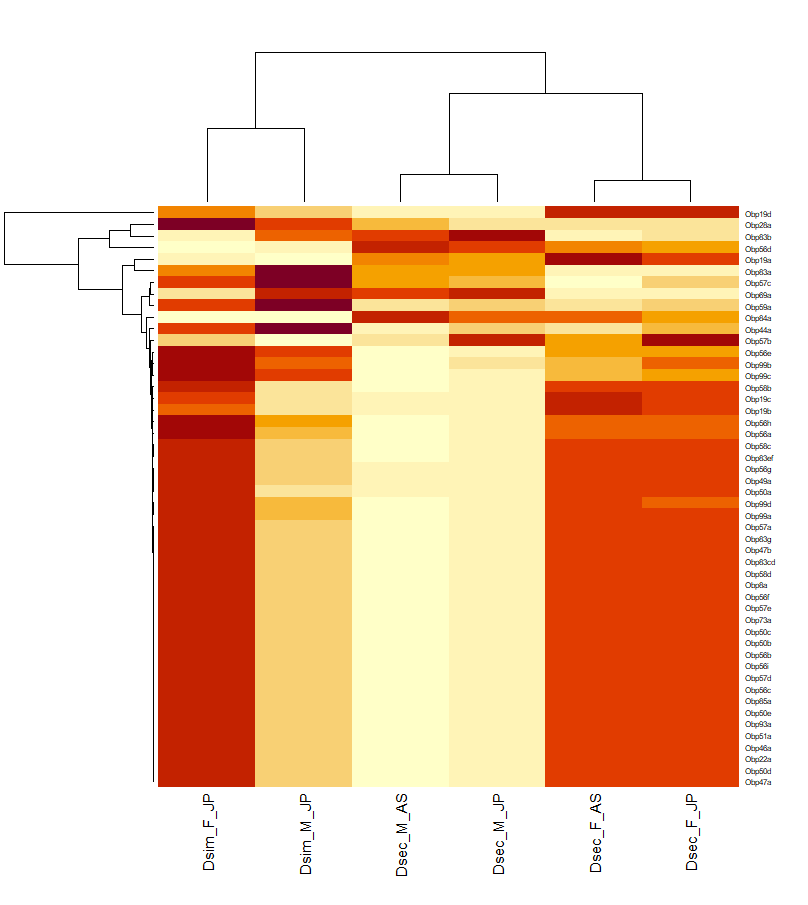 Obp19d
Obp28a
Obp83b
Obp56d
Obp19a
Obp83a
Obp57c
Obp69a
Obp59a
Obp84a
Obp44a
Obp57b
Obp56e
Obp99b
Obp99c
Obp58b
Obp19c
Obp19b
Obp56h
Obp56a
Obp58c
Obp83ef
Obp56g
Obp49a
Obp50a
Obp99d
Obp99a
Obp57a
Obp83g
Obp47b
Obp83cd
Obp58d
Obp8a
Obp56f
Obp57e
Obp73a
Obp50c
Obp50b
Obp56b
Obp56i
Obp57d
Obp56c
Obp85a
Obp50e
Obp93a
Obp51a
Obp46a
Obp22a
Obp50d
Obp47a
Dsim_F_JP
Dsim_M_JP
Dsec_M_AS
Dsec_M_JP
Dsec_F_AS
Dsec_F_JP